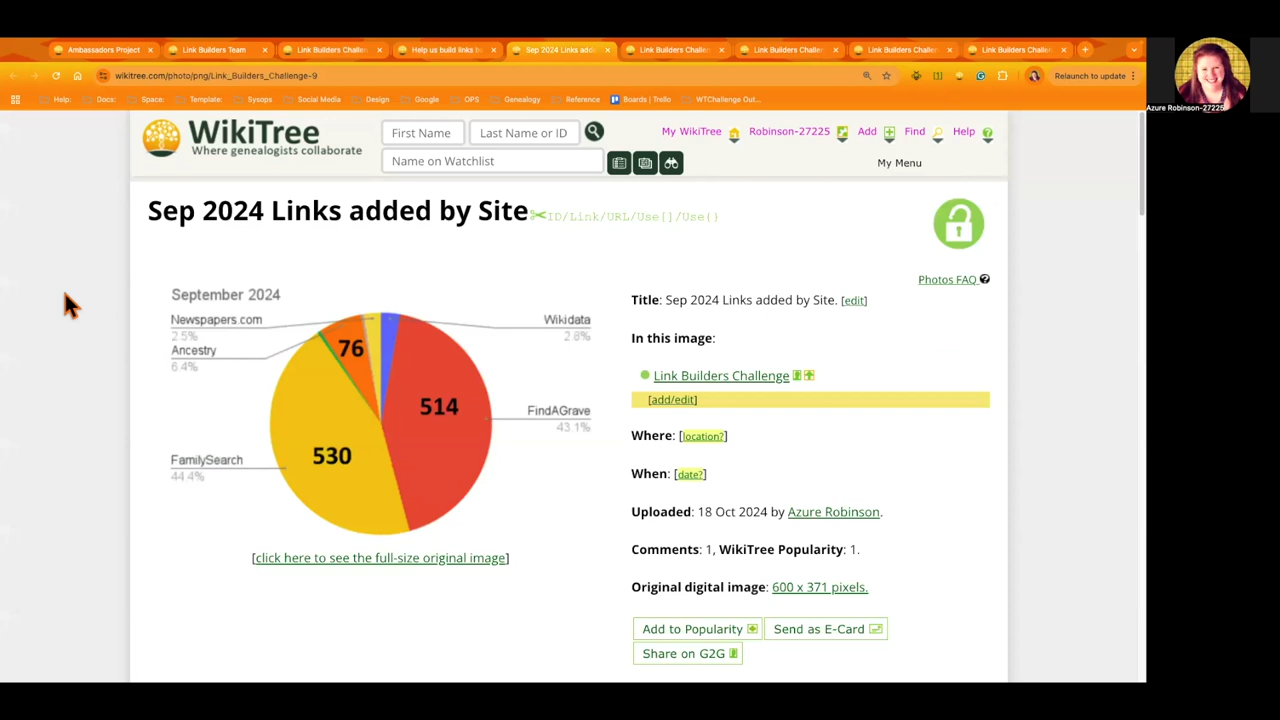 Ambassadors Project
Link Builders Team
Link Builders Challen
Help us build links b
Sep 2024 Links adde
Link Builders Challen
Link Builders Challen
Link Builders Challen
Link Builders Challen
wikitree.com/photo/png/Link_Builders_Challenge-9
Relaunch to update
Help:
Docs:
Space:
Template:
Sysops
Social Media
Design
Google
OPS
Genealogy
Reference
Boards | Trello
WTChallenge Out...
Azure Robinson-27225
WikiTree
Where genealogists collaborate
First Name
Last Name or ID
Name on Watchlist
My WikiTree
Robinson-27225
Add
Find
Help
My Menu
Sep 2024 Links added by Site
ID/Link/URL/Use[]/Use{}
Photos FAQ
September 2024
Newspapers.com
2.5%
Ancestry
6.4%
Wikidata
2.8%
76
514
FindAGrave
43.1%
530
FamilySearch
44.4%
[click here to see the full-size original image]
Title: Sep 2024 Links added by Site. [edit]
In this image:
Link Builders Challenge
[add/edit]
Where: [location?]
When: [date?]
Uploaded: 18 Oct 2024 by Azure Robinson.
Comments: 1, WikiTree Popularity: 1.
Original digital image: 600 x 371 pixels.
Add to Popularity
Send as E-Card
Share on G2G